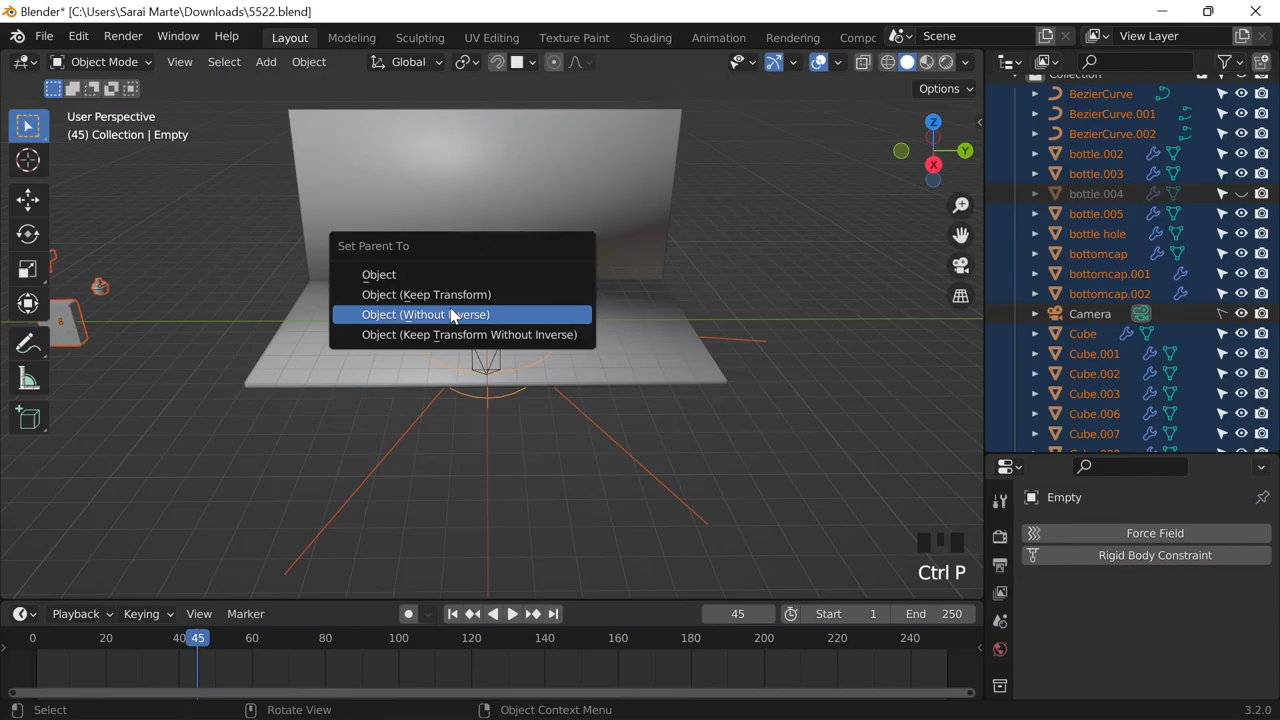 Blender* [C:\Users\Sarai Marte\Downloads\5522.blend]
File Edit Render Window Help Layout Modeling Sculpting UV Editing Texture Paint Shading Animation Rendering Compc Scene View Layer
Object Mode View Select Add Object Global
Options
User Perspective
(45) Collection | Empty
Z
Y
X
Set Parent To
Object
Object (Keep Transform)
Object (Without Inverse)
Object (Keep Transform Without Inverse)
Ctrl P
Collection
BezierCurve
BezierCurve.001
BezierCurve.002
bottle.002
bottle.003
bottle.004
bottle.005
bottle hole
bottomcap
bottomcap.001
bottomcap.002
Camera
Cube
Cube.001
Cube.002
Cube.003
Cube.006
Cube.007
Empty
Force Field
Rigid Body Constraint
Playback Keying View Marker 45 Start 1 End 250
0 20 40 45 60 80 100 120 140 160 180 200 220 240
Select Rotate View Object Context Menu 3.2.0